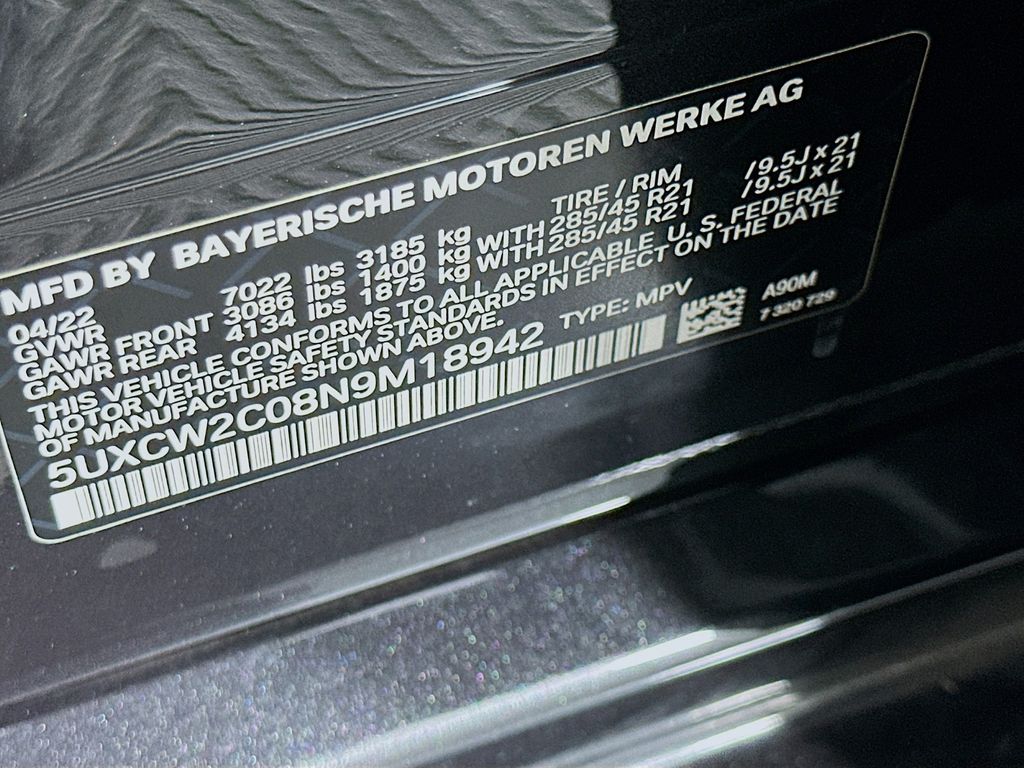 MFD BY BAYERISCHE MOTOREN WERKE AG
04/22 TIRE / RIM
GVWR 7022 lbs 3185 kg
GAWR FRONT 3086 lbs 1400 kg WITH 285/45 R21 /9.5J x 21
GAWR REAR 4134 lbs 1875 kg WITH 285/45 R21 /9.5J x 21
THIS VEHICLE CONFORMS TO ALL APPLICABLE U. S. FEDERAL
MOTOR VEHICLE SAFETY STANDARDS IN EFFECT ON THE DATE
OF MANUFACTURE SHOWN ABOVE.
5UXCW2C08N9M18942 TYPE: MPV A90M
7 320 729